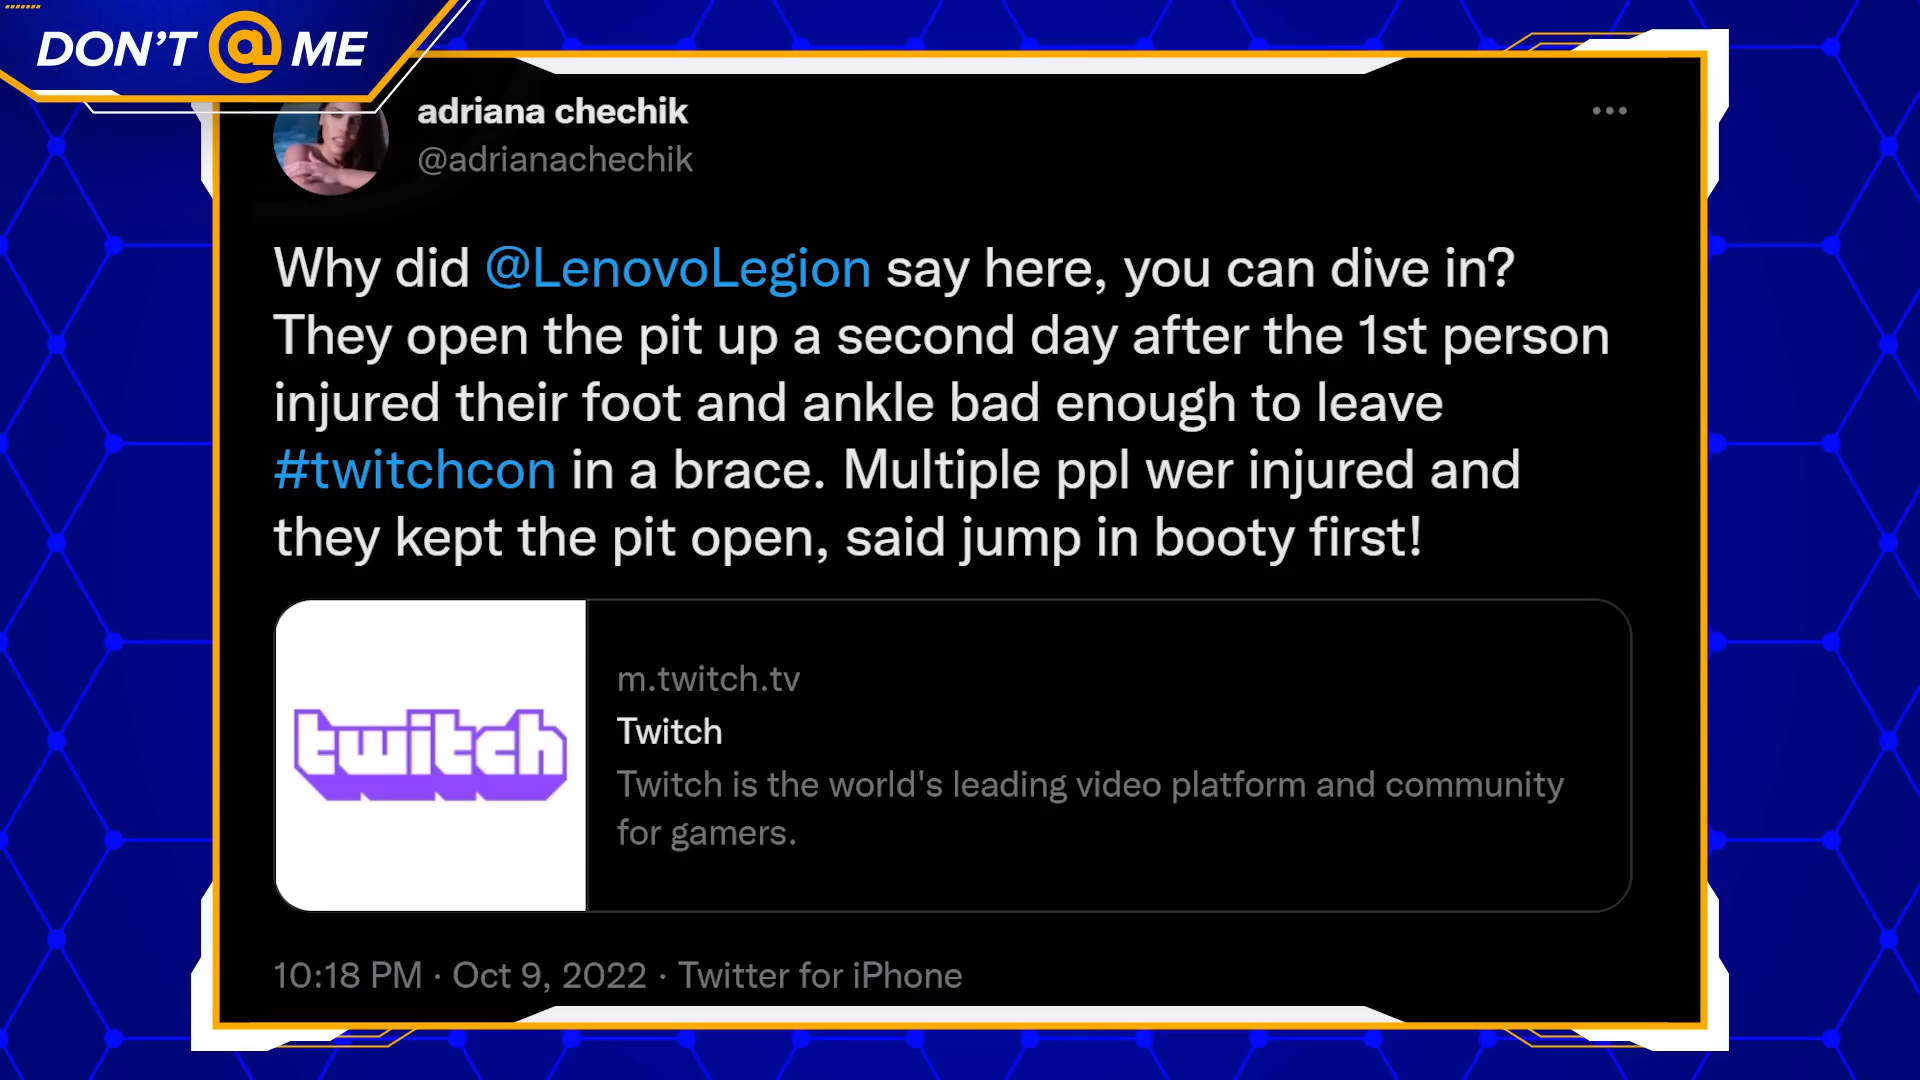 DON'T @ ME
adriana chechik
@adrianachechik
Why did @LenovoLegion say here, you can dive in?
They open the pit up a second day after the 1st person
injured their foot and ankle bad enough to leave
#twitchcon in a brace. Multiple ppl wer injured and
they kept the pit open, said jump in booty first!
twitch
m.twitch.tv
Twitch
Twitch is the world's leading video platform and community
for gamers.
10:18 PM · Oct 9, 2022 · Twitter for iPhone